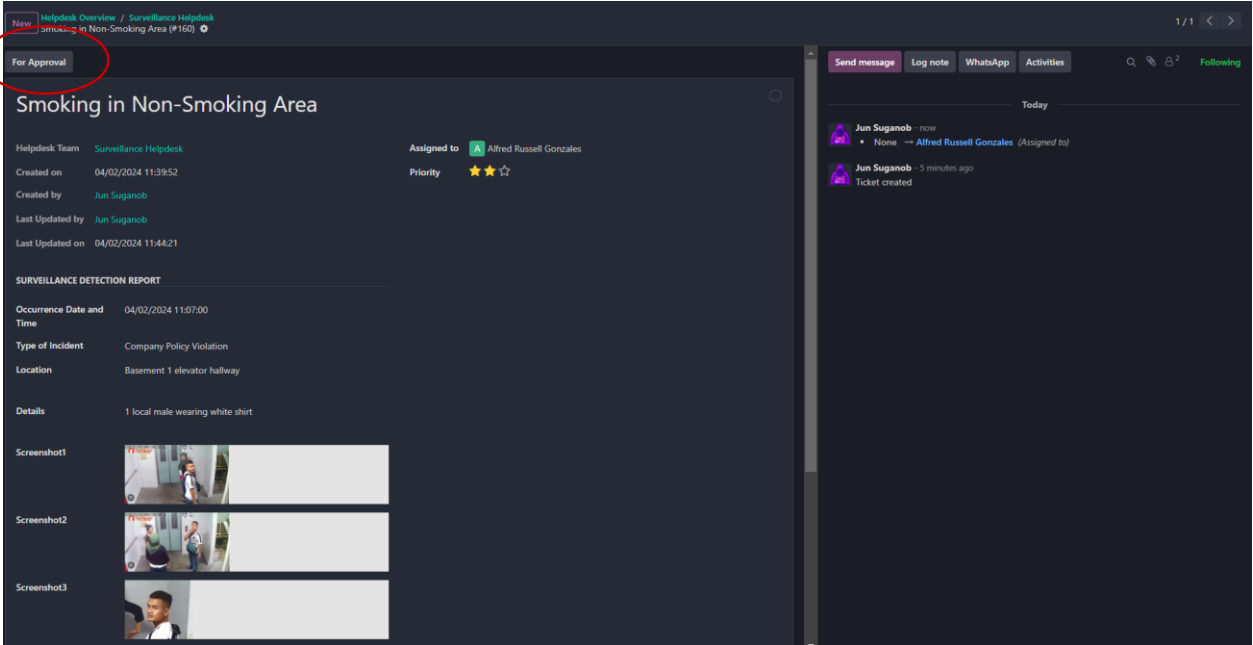 New
Helpdesk Overview / Surveillance Helpdesk
Smoking in Non-Smoking Area (#160)
1 / 1
For Approval
Send message
Log note
WhatsApp
Activities
2
Following
Smoking in Non-Smoking Area
Today
Jun Suganob - now
None → Alfred Russell Gonzales (Assigned to)
Jun Suganob - 5 minutes ago
Ticket created
Helpdesk Team Surveillance Helpdesk
Assigned to A Alfred Russell Gonzales
Created on 04/02/2024 11:39:52
Priority
Created by Jun Suganob
Last Updated by Jun Suganob
Last Updated on 04/02/2024 11:44:21
SURVEILLANCE DETECTION REPORT
Occurrence Date and
Time
04/02/2024 11:07:00
Type of Incident Company Policy Violation
Location Basement 1 elevator hallway
Details 1 local male wearing white shirt
Screenshot1
Screenshot2
Screenshot3